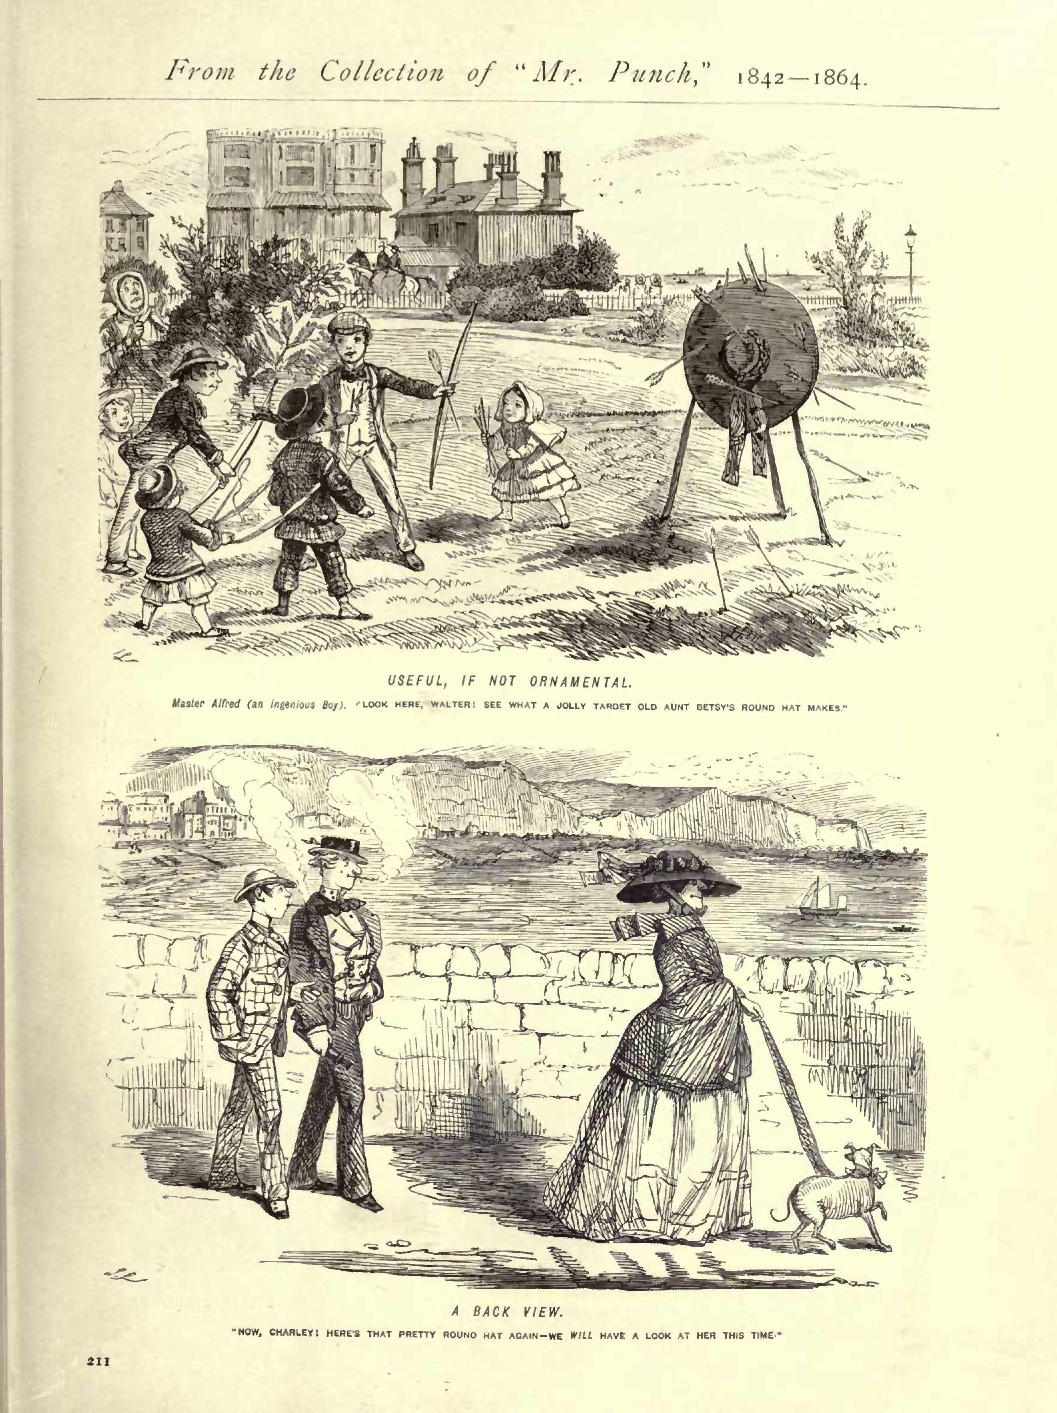 From the Collection of "Mr. Punch," 1842—1864.
USEFUL, IF NOT ORNAMENTAL.
Master Alfred (an Ingenious Boy). "LOOK HERE, WALTER! SEE WHAT A JOLLY TARGET OLD AUNT BETSY'S ROUND HAT MAKES."
A BACK VIEW.
"NOW, CHARLEY! HERE'S THAT PRETTY ROUND HAT AGAIN—WE WILL HAVE A LOOK AT HER THIS TIME."
211